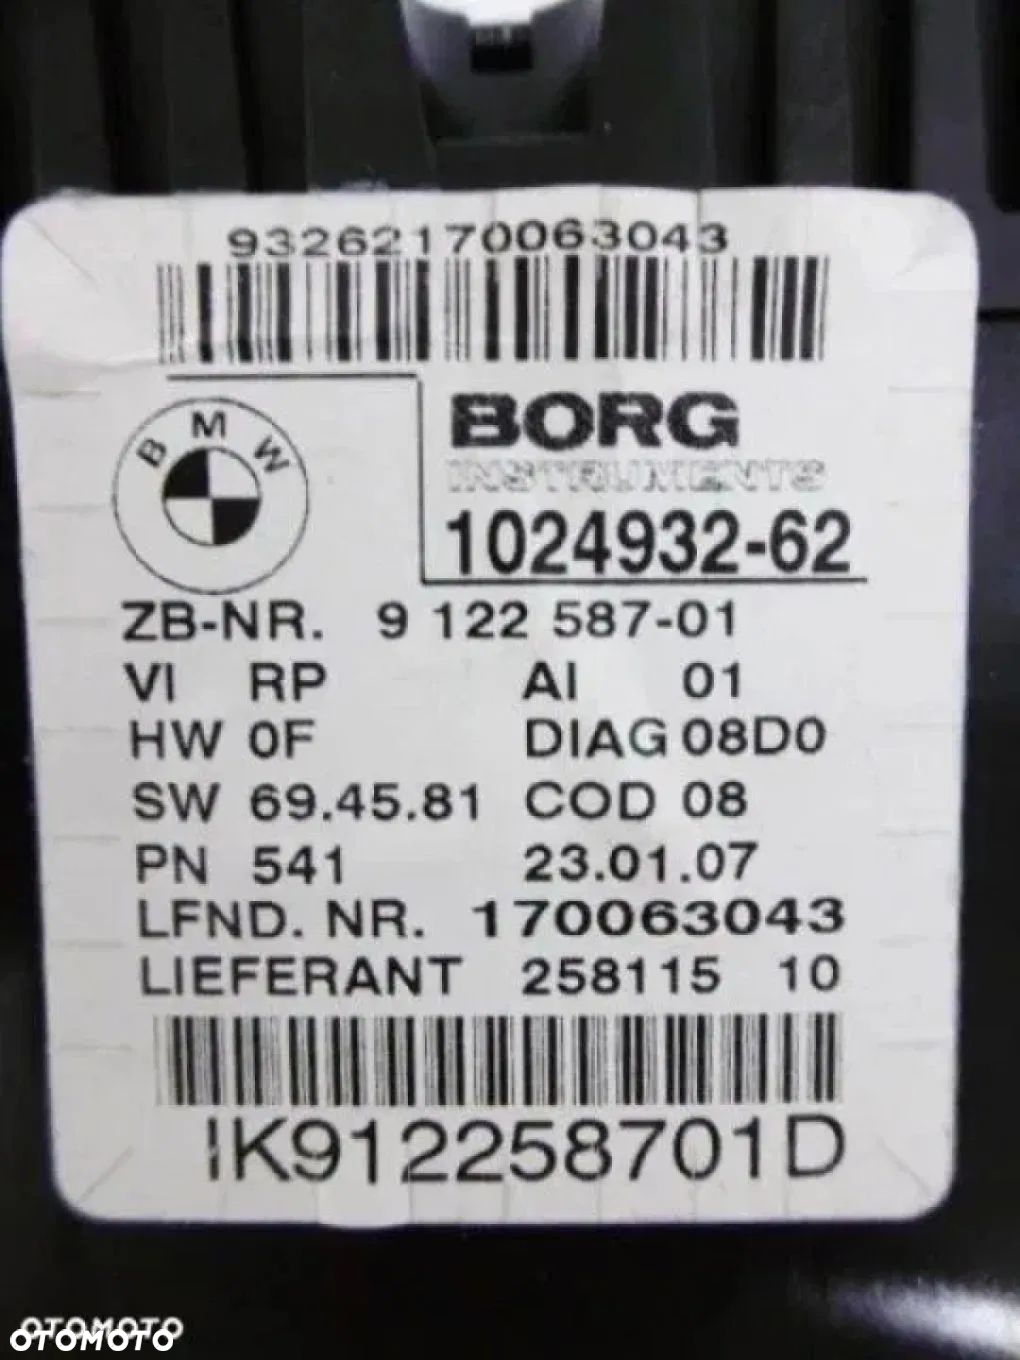 93262170063043
BMW
BORG
INSTRUMENTS
1024932-62
ZB-NR. 9 122 587-01
VI RP AI 01
HW 0F DIAG 08D0
SW 69.45.81 COD 08
PN 541 23.01.07
LFND. NR. 170063043
LIEFERANT 258115 10
IK912258701D
OTOMOTO
OTOMOTO